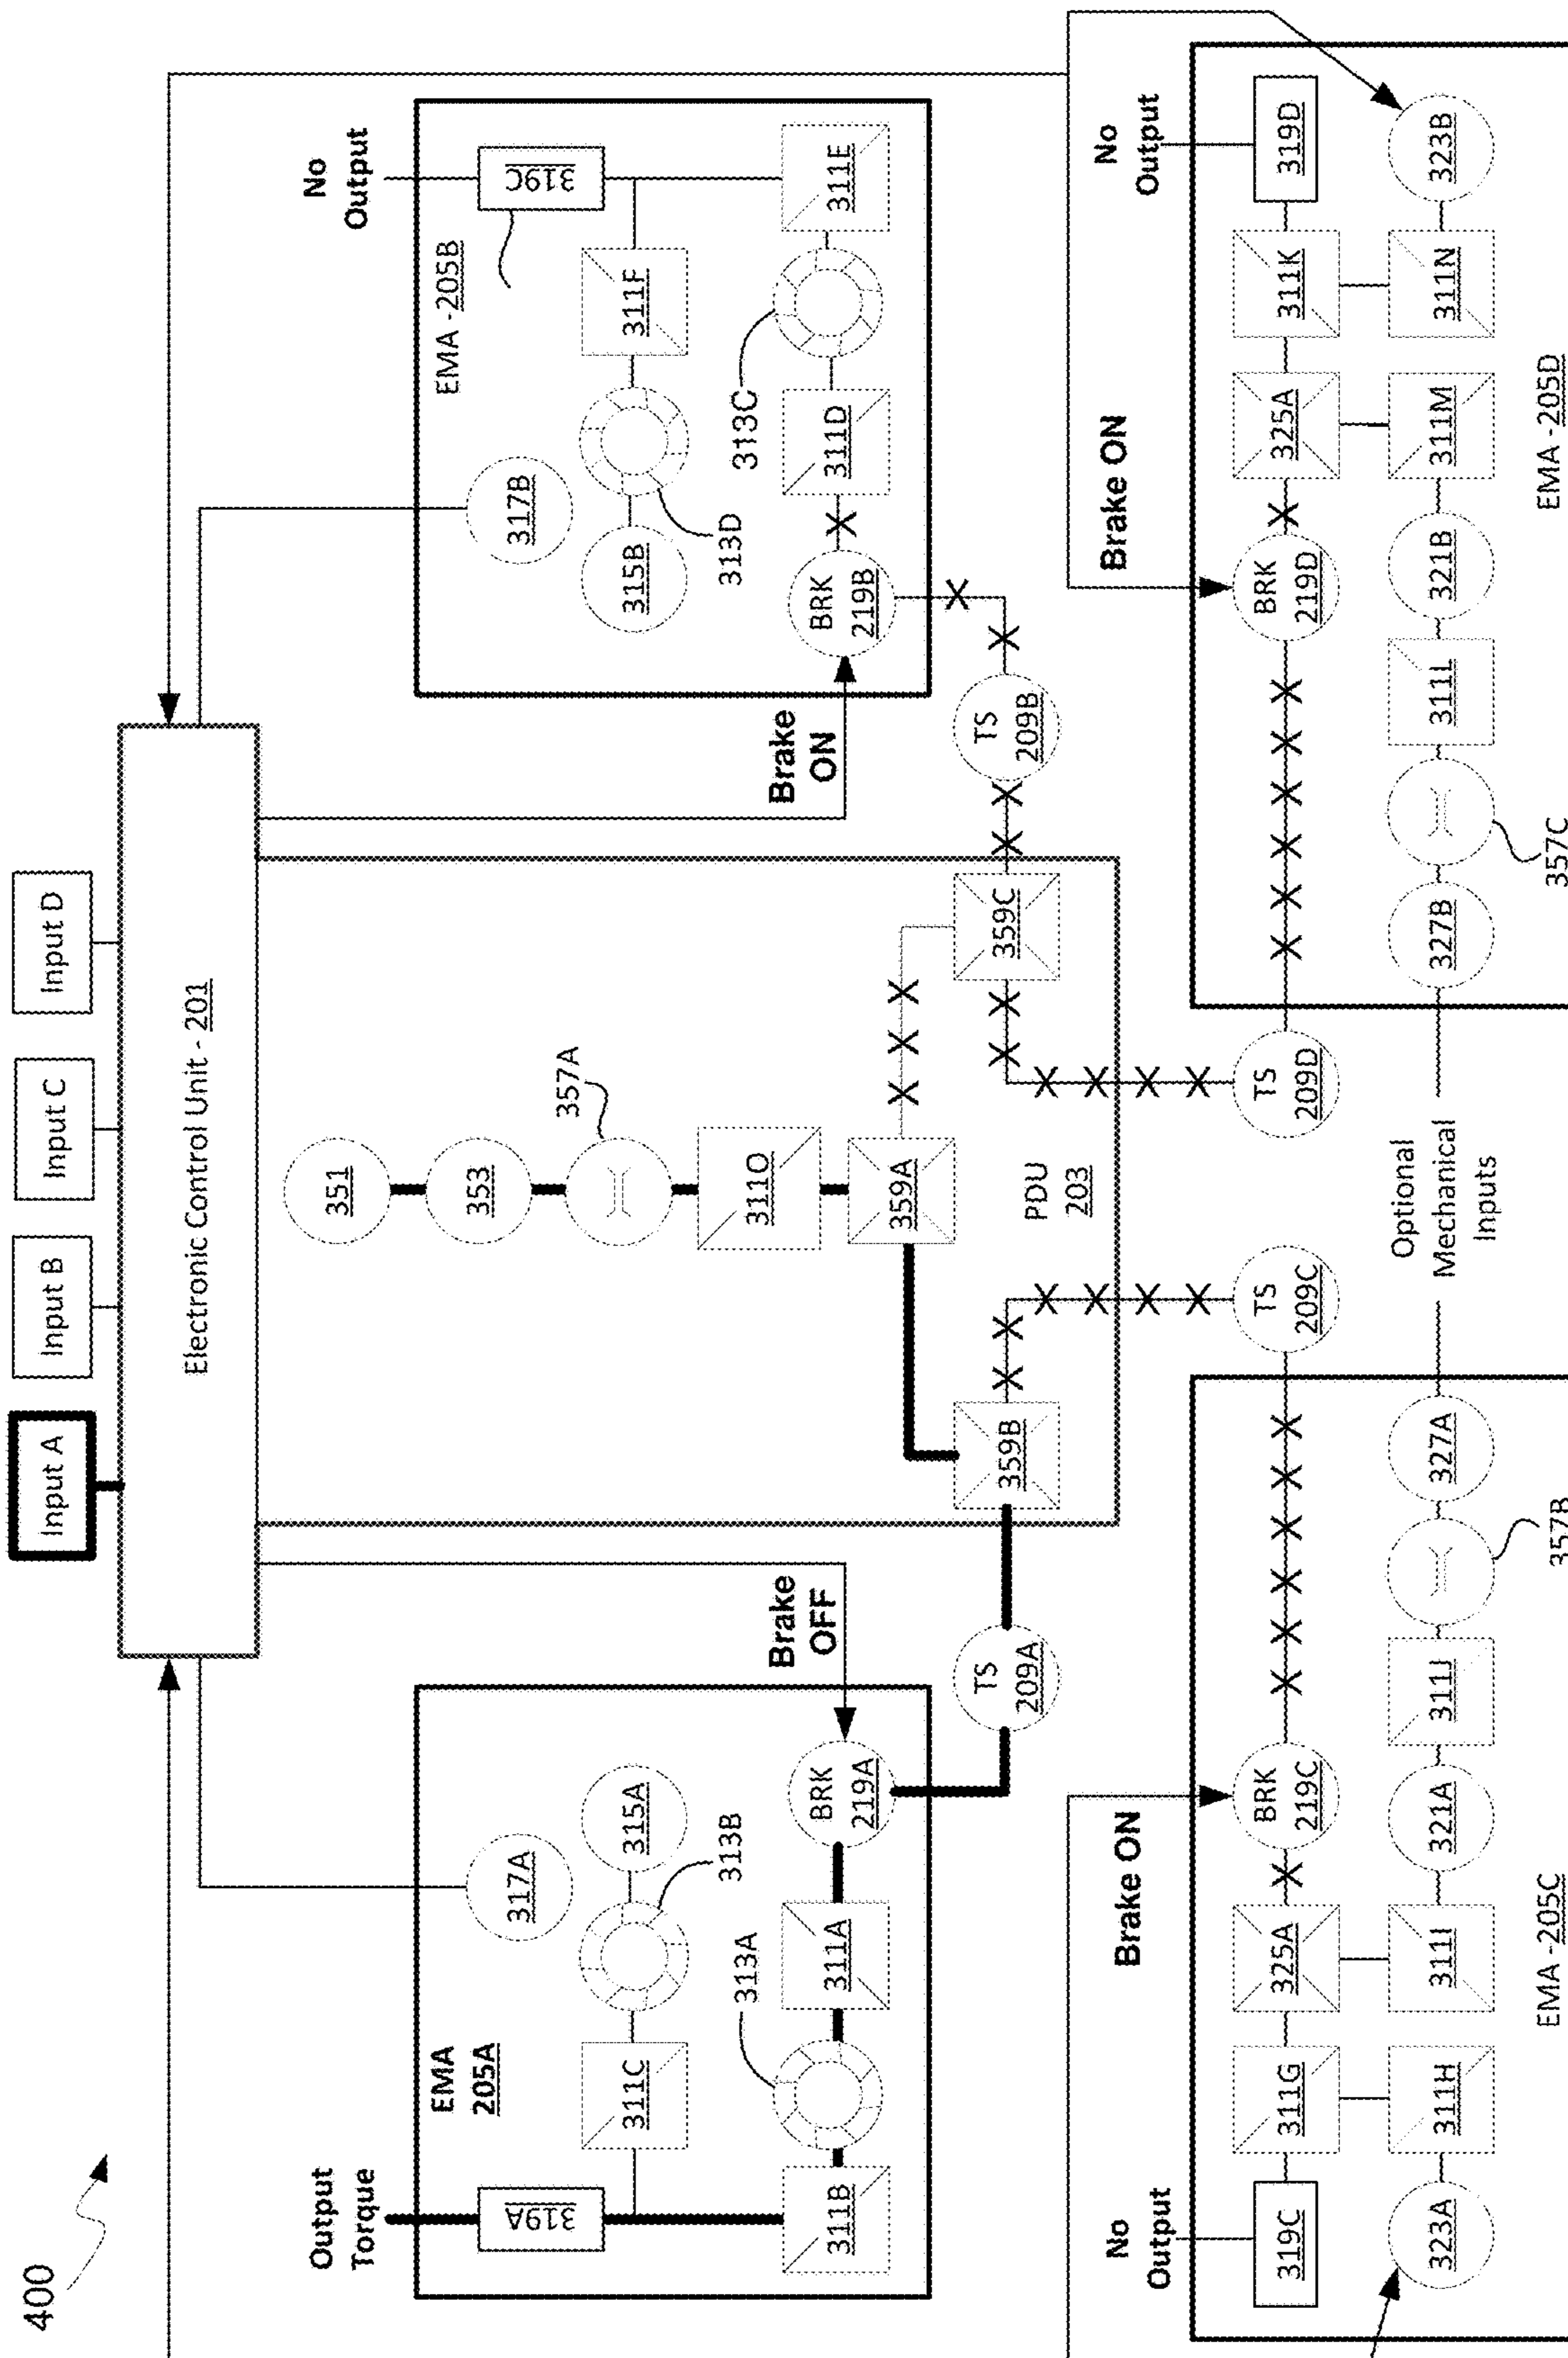 400
Input A
Input B
Input C
Input D
Electronic Control Unit - 201
Output
Torque
319A
EMA
205A
317A
315A
311C
313B
313A
311B
311A
BRK
219A
Brake
OFF
TS
209A
351
353
357A
311O
359A
359B
359C
PDU
203
No
Output
319C
EMA -205B
317B
315B
311F
313D
313C
311E
311D
BRK
219B
Brake
ON
TS
209B
TS
209C
TS
209D
No
Output
319C
Brake ON
311G
325A
BRK
219C
323A
311H
311I
321A
311J
357B
327A
EMA -205C
Optional
Mechanical
Inputs
Brake ON
No
Output
BRK
219D
325A
311K
319D
327B
357C
311L
321B
311M
311N
323B
EMA -205D